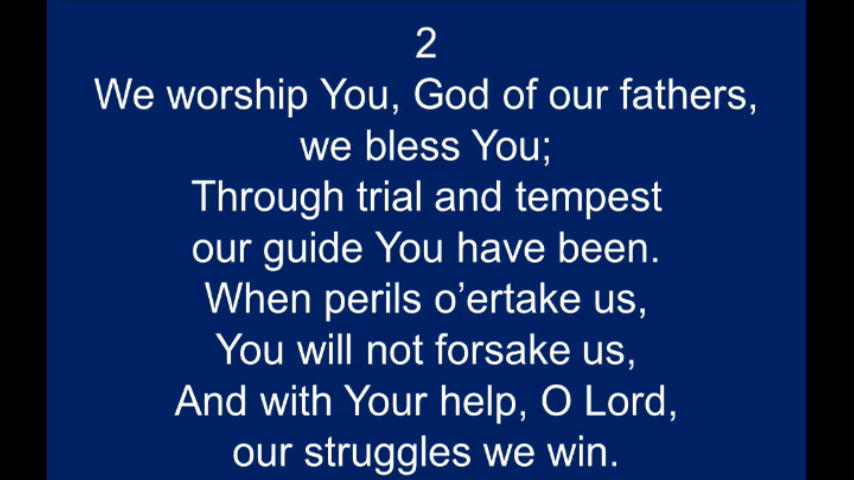 2
We worship You, God of our fathers,
we bless You;
Through trial and tempest
our guide You have been.
When perils o’ertake us,
You will not forsake us,
And with Your help, O Lord,
our struggles we win.